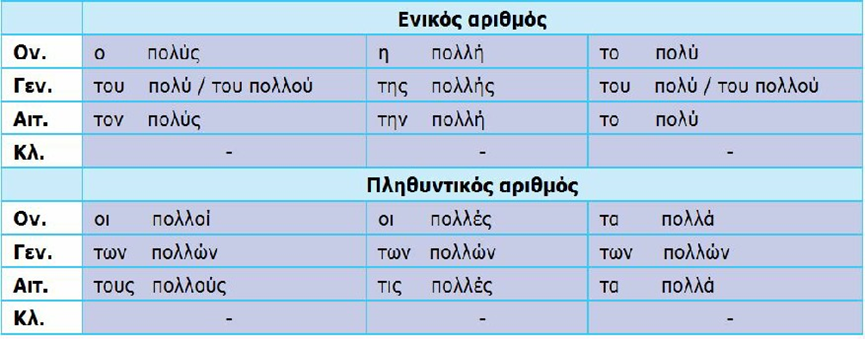 Ενικός αριθμός
Ον. ο πολύς η πολλή το πολύ
Γεν. του πολύ / του πολλού της πολλής του πολύ / του πολλού
Αιτ. τον πολύς την πολλή το πολύ
Κλ. - - -
Πληθυντικός αριθμός
Ον. οι πολλοί οι πολλές τα πολλά
Γεν. των πολλών των πολλών των πολλών
Αιτ. τους πολλούς τις πολλές τα πολλά
Κλ. - - -